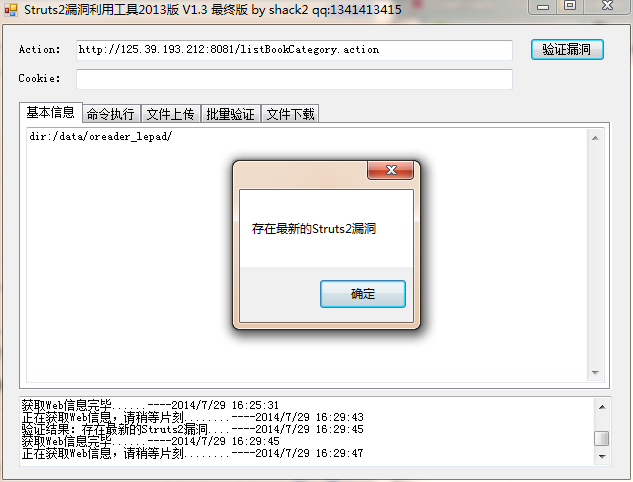 Struts2漏洞利用工具2013版 V1.3 最终版 by shack2 qq:1341413415
Action: http://125.39.193.212:8081/listBookCategory.action 验证漏洞
Cookie:
基本信息 命令执行 文件上传 批量验证 文件下载
dir:/data/oreader_lepad/
存在最新的Struts2漏洞
确定
获取Web信息完毕......----2014/7/29 16:25:31
正在获取Web信息，请稍等片刻........----2014/7/29 16:29:43
验证结果: 存在最新的Struts2漏洞....----2014/7/29 16:29:45
获取Web信息完毕......----2014/7/29 16:29:45
正在获取Web信息，请稍等片刻........----2014/7/29 16:29:47